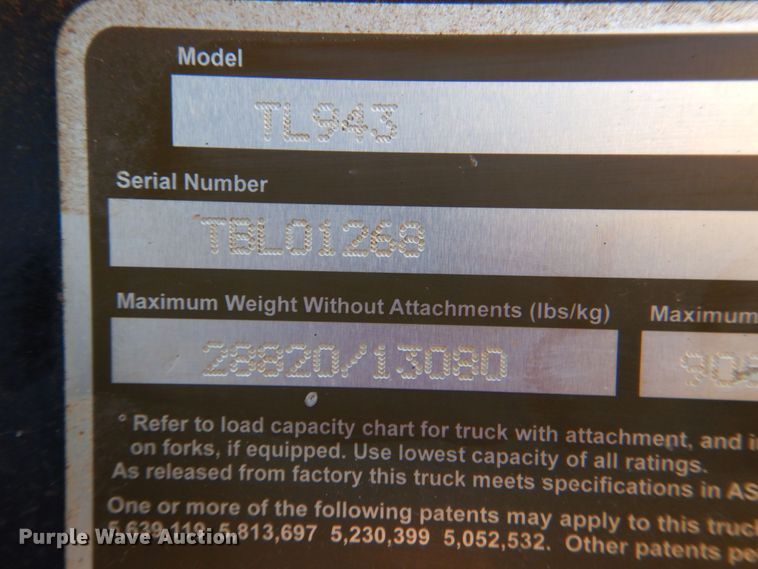 Model
TL943
Serial Number
TBL01268
Maximum Weight Without Attachments (lbs/kg)
Maximum
28820/13080
° Refer to load capacity chart for truck with attachment, and
on forks, if equipped. Use lowest capacity of all ratings.
As released from factory this truck meets specifications in
One or more of the following patents may apply to this truck
5,639,119; 5,813,697 5,230,399 5,052,532. Other patents
Purple Wave Auction